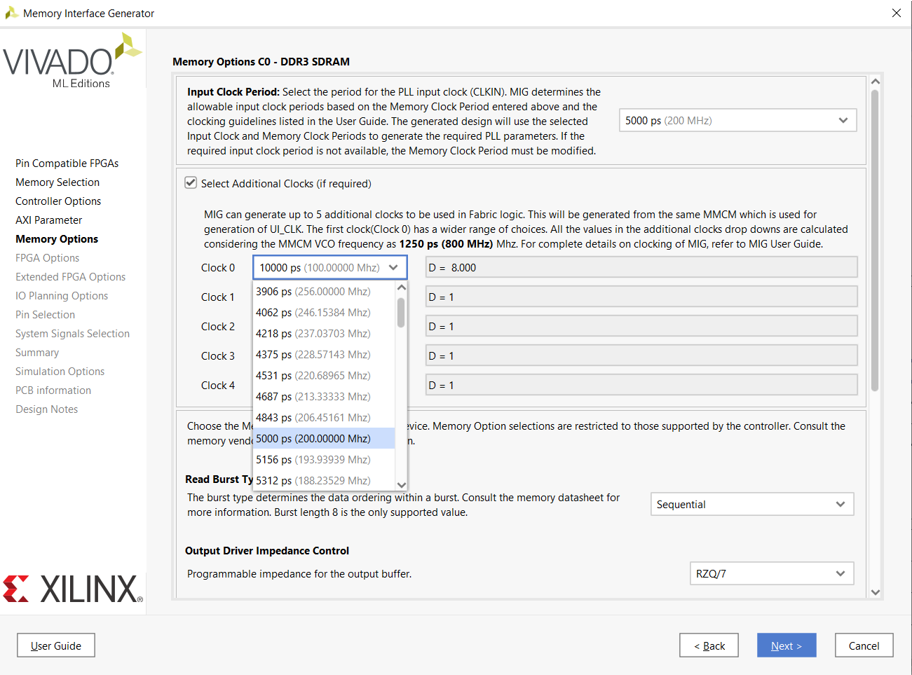 Memory Interface Generator
VIVADO
ML Editions
Pin Compatible FPGAs
Memory Selection
Controller Options
AXI Parameter
Memory Options
FPGA Options
Extended FPGA Options
IO Planning Options
Pin Selection
System Signals Selection
Summary
Simulation Options
PCB information
Design Notes
XILINX®
Memory Options C0 - DDR3 SDRAM
Input Clock Period: Select the period for the PLL input clock (CLKIN). MIG determines the
allowable input clock periods based on the Memory Clock Period entered above and the
clocking guidelines listed in the User Guide. The generated design will use the selected
Input Clock and Memory Clock Periods to generate the required PLL parameters. If the
required input clock period is not available, the Memory Clock Period must be modified.
5000 ps (200 MHz)
Select Additional Clocks (if required)
MIG can generate up to 5 additional clocks to be used in Fabric logic. This will be generated from the same MMCM which is used for
generation of UI_CLK. The first clock(Clock 0) has a wider range of choices. All the values in the additional clocks drop downs are calculated
considering the MMCM VCO frequency as 1250 ps (800 MHz) Mhz. For complete details on clocking of MIG, refer to MIG User Guide.
Clock 0 10000 ps (100.00000 Mhz) D = 8.000
Clock 1 D = 1
Clock 2 D = 1
Clock 3 D = 1
Clock 4 D = 1
3906 ps (256.00000 Mhz)
4062 ps (246.15384 Mhz)
4218 ps (237.03703 Mhz)
4375 ps (228.57143 Mhz)
4531 ps (220.68965 Mhz)
4687 ps (213.33333 Mhz)
4843 ps (206.45161 Mhz)
5000 ps (200.00000 Mhz)
5156 ps (193.93939 Mhz)
5312 ps (188.23529 Mhz)
Choose the Me evice. Memory Option selections are restricted to those supported by the controller. Consult the
memory vend n.
Read Burst Ty
The burst type determines the data ordering within a burst. Consult the memory datasheet for
more information. Burst length 8 is the only supported value.
Sequential
Output Driver Impedance Control
Programmable impedance for the output buffer.
RZQ/7
User Guide
< Back
Next >
Cancel